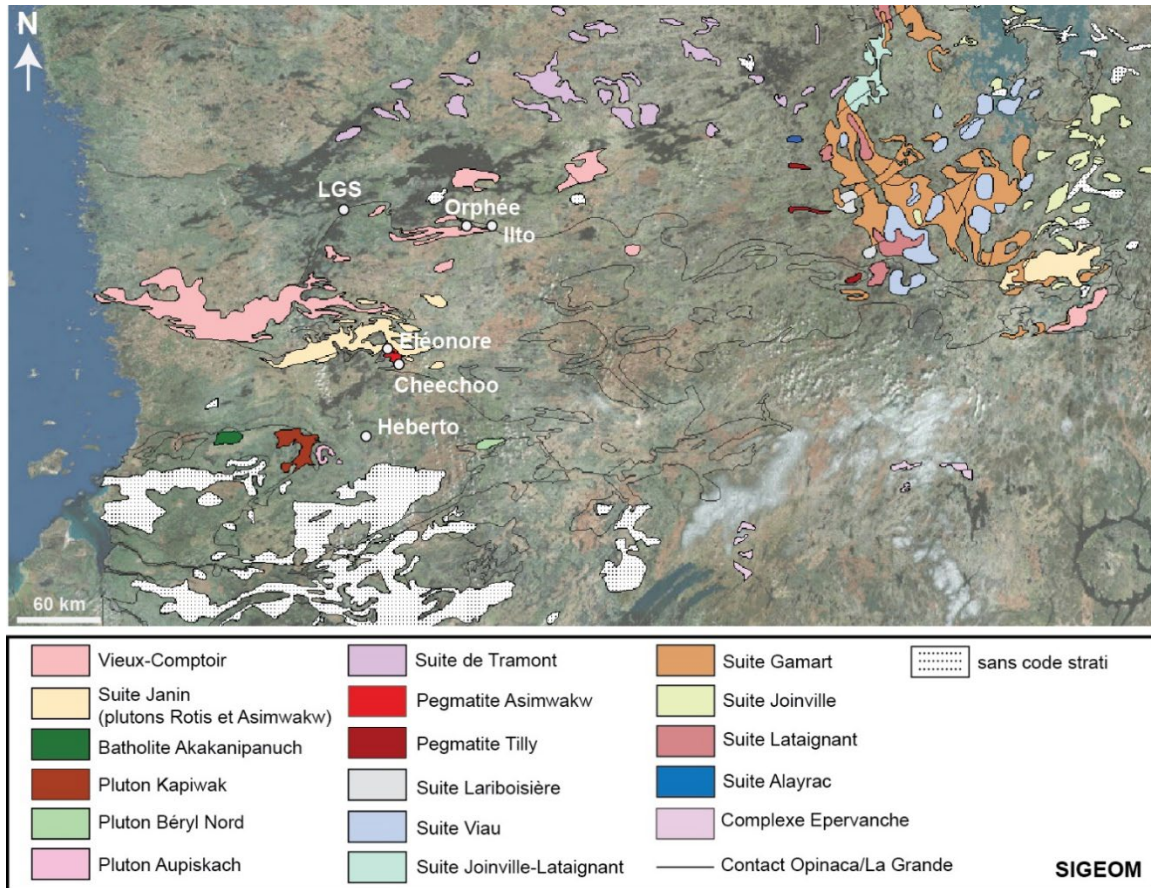 N
LGS
Orphée
Ilto
Eléonore
Cheechoo
Heberto
60 km
Vieux-Comptoir
Suite Janin
(plutons Rotis et Asimwakw)
Batholite Akakanipanuch
Pluton Kapiwak
Pluton Béryl Nord
Pluton Aupiskach
Suite de Tramont
Pegmatite Asimwakw
Pegmatite Tilly
Suite Lariboisière
Suite Viau
Suite Joinville-Lataignant
Suite Gamart
Suite Joinville
Suite Lataignant
Suite Alayrac
Complexe Epervanche
Contact Opinaca/La Grande
sans code strati
SIGEOM